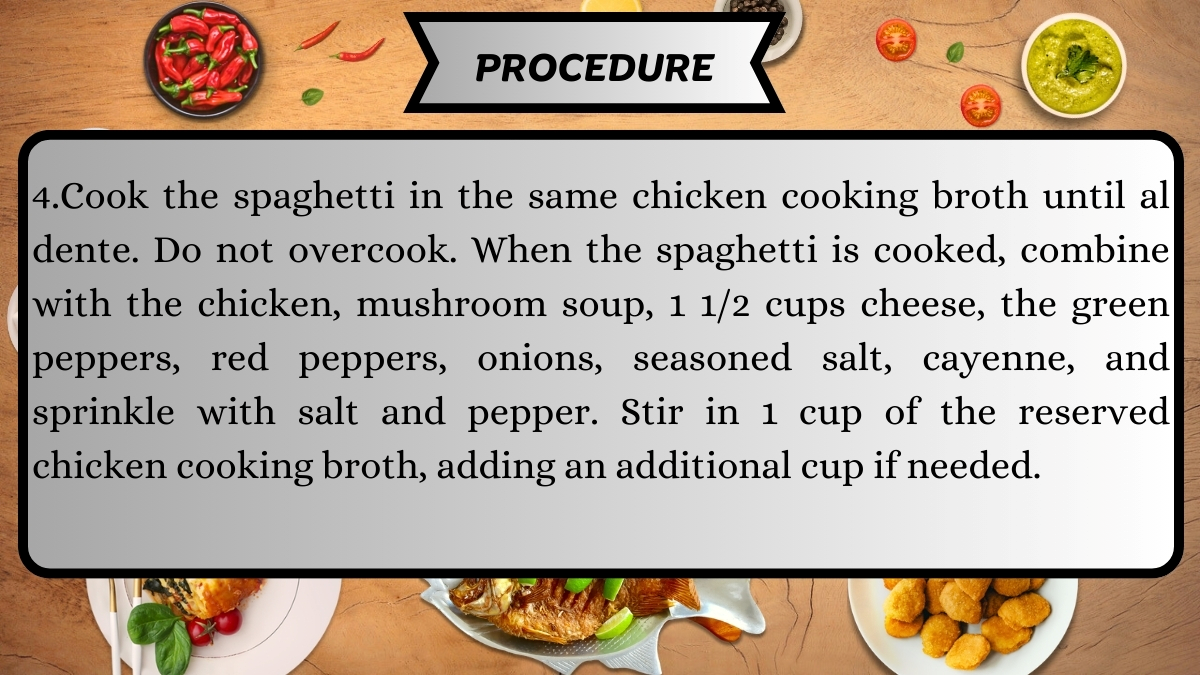 PROCEDURE
4.Cook the spaghetti in the same chicken cooking broth until al
dente. Do not overcook. When the spaghetti is cooked, combine
with the chicken, mushroom soup, 1 1/2 cups cheese, the green
peppers, red peppers, onions, seasoned salt, cayenne, and
sprinkle with salt and pepper. Stir in 1 cup of the reserved
chicken cooking broth, adding an additional cup if needed.